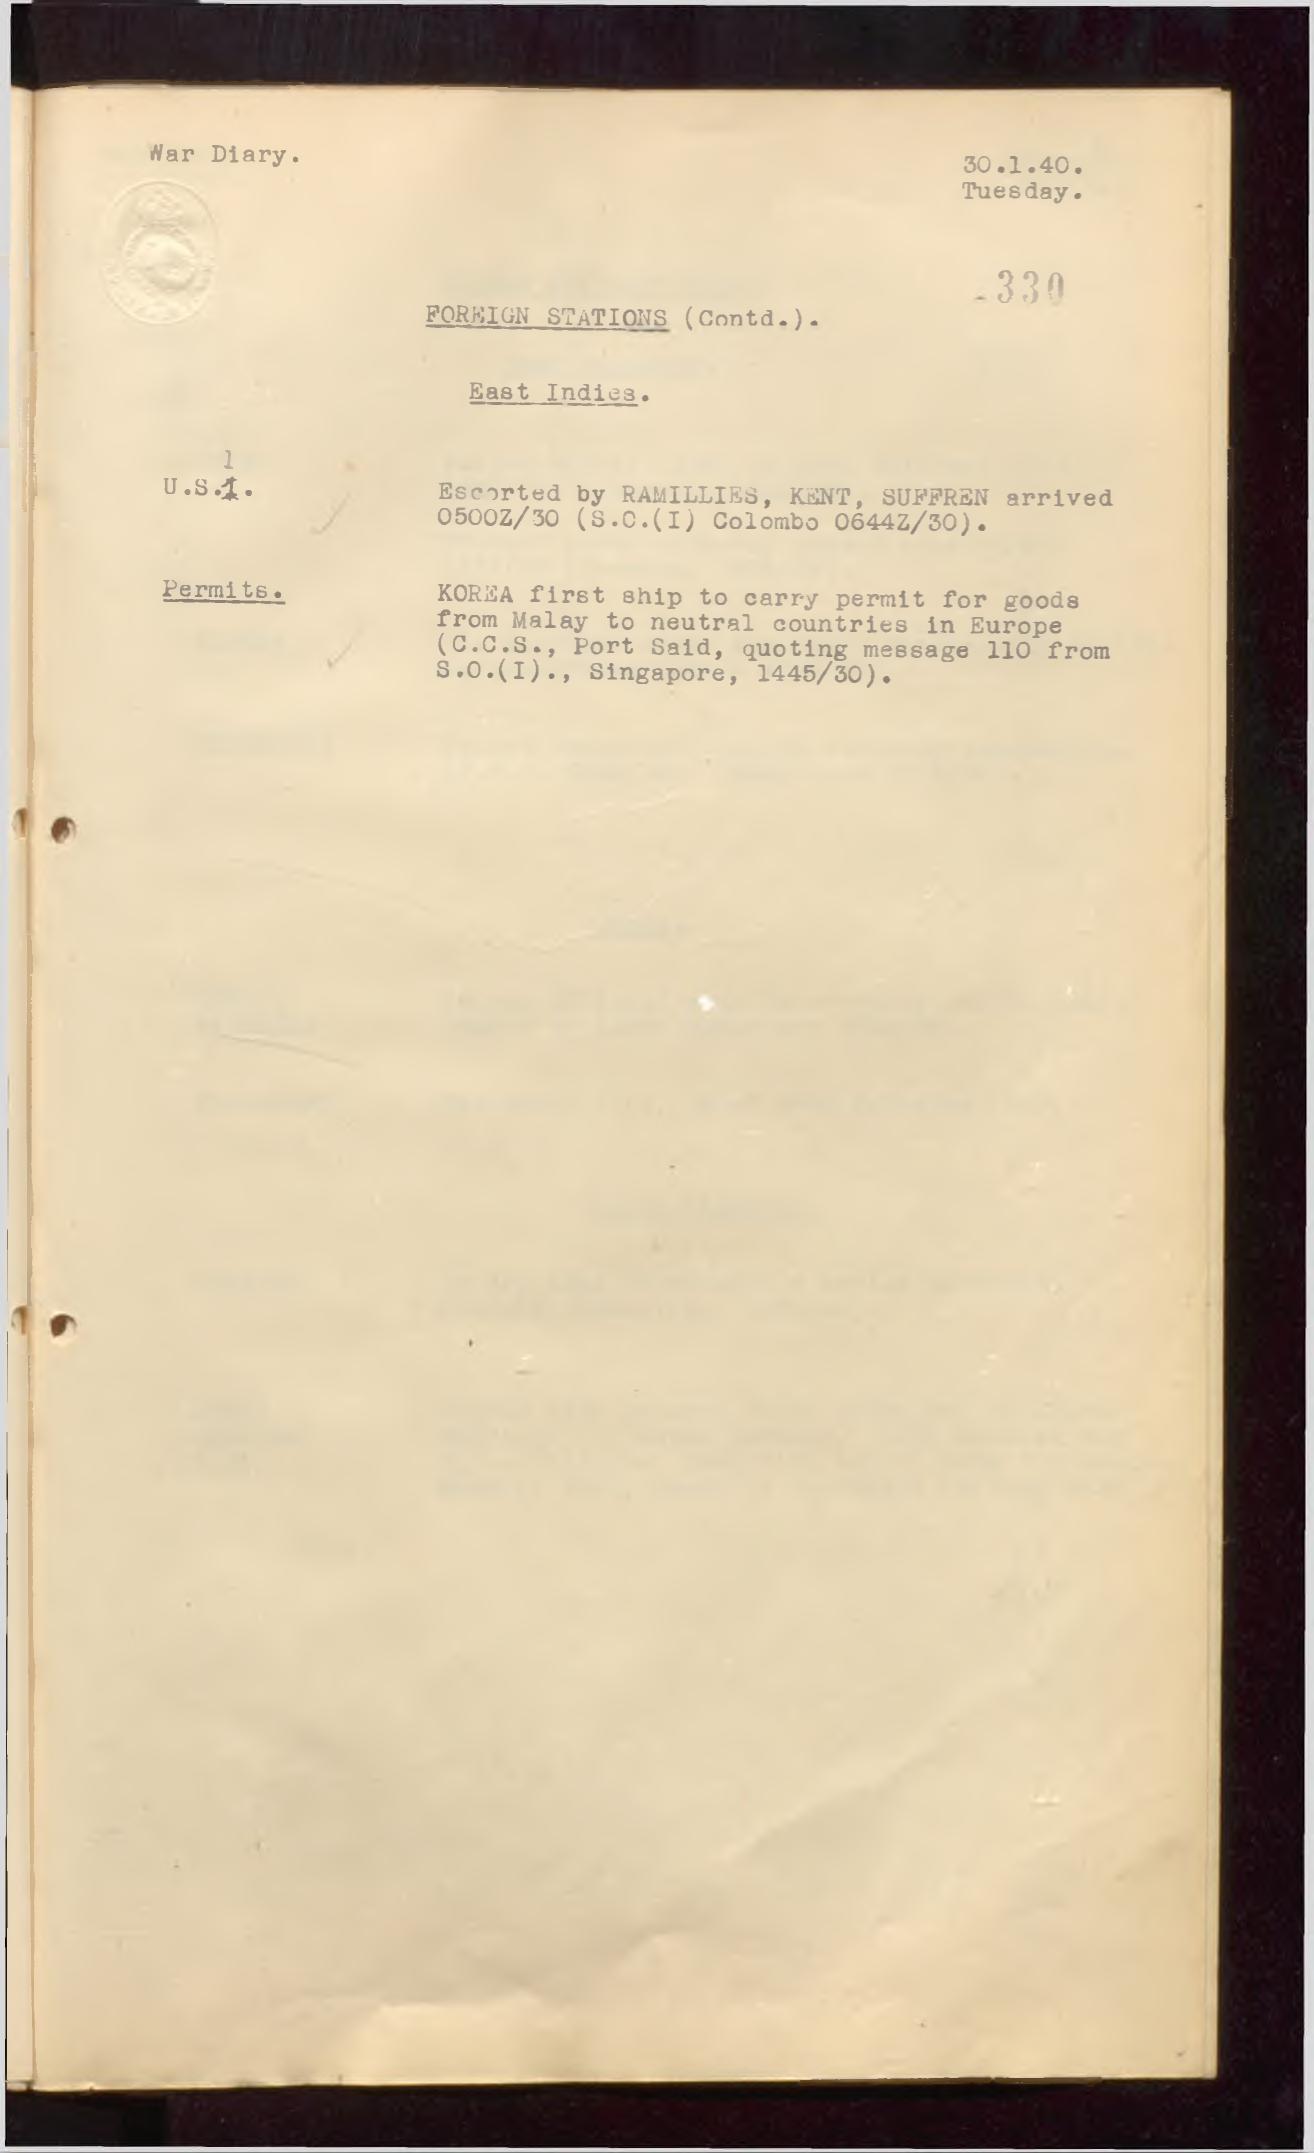 War Diary.
30.1.40.
Tuesday.
330
FOREIGN STATIONS (Contd.).
East Indies.
1
U.S.1.
Escorted by RAMILLIES, KENT, SUFFREN arrived
0500Z/30 (S.O.(I) Colombo 0644Z/30).
Permits.
KOREA first ship to carry permit for goods
from Malay to neutral countries in Europe
(C.C.S., Port Said, quoting message 110 from
S.O.(I)., Singapore, 1445/30).